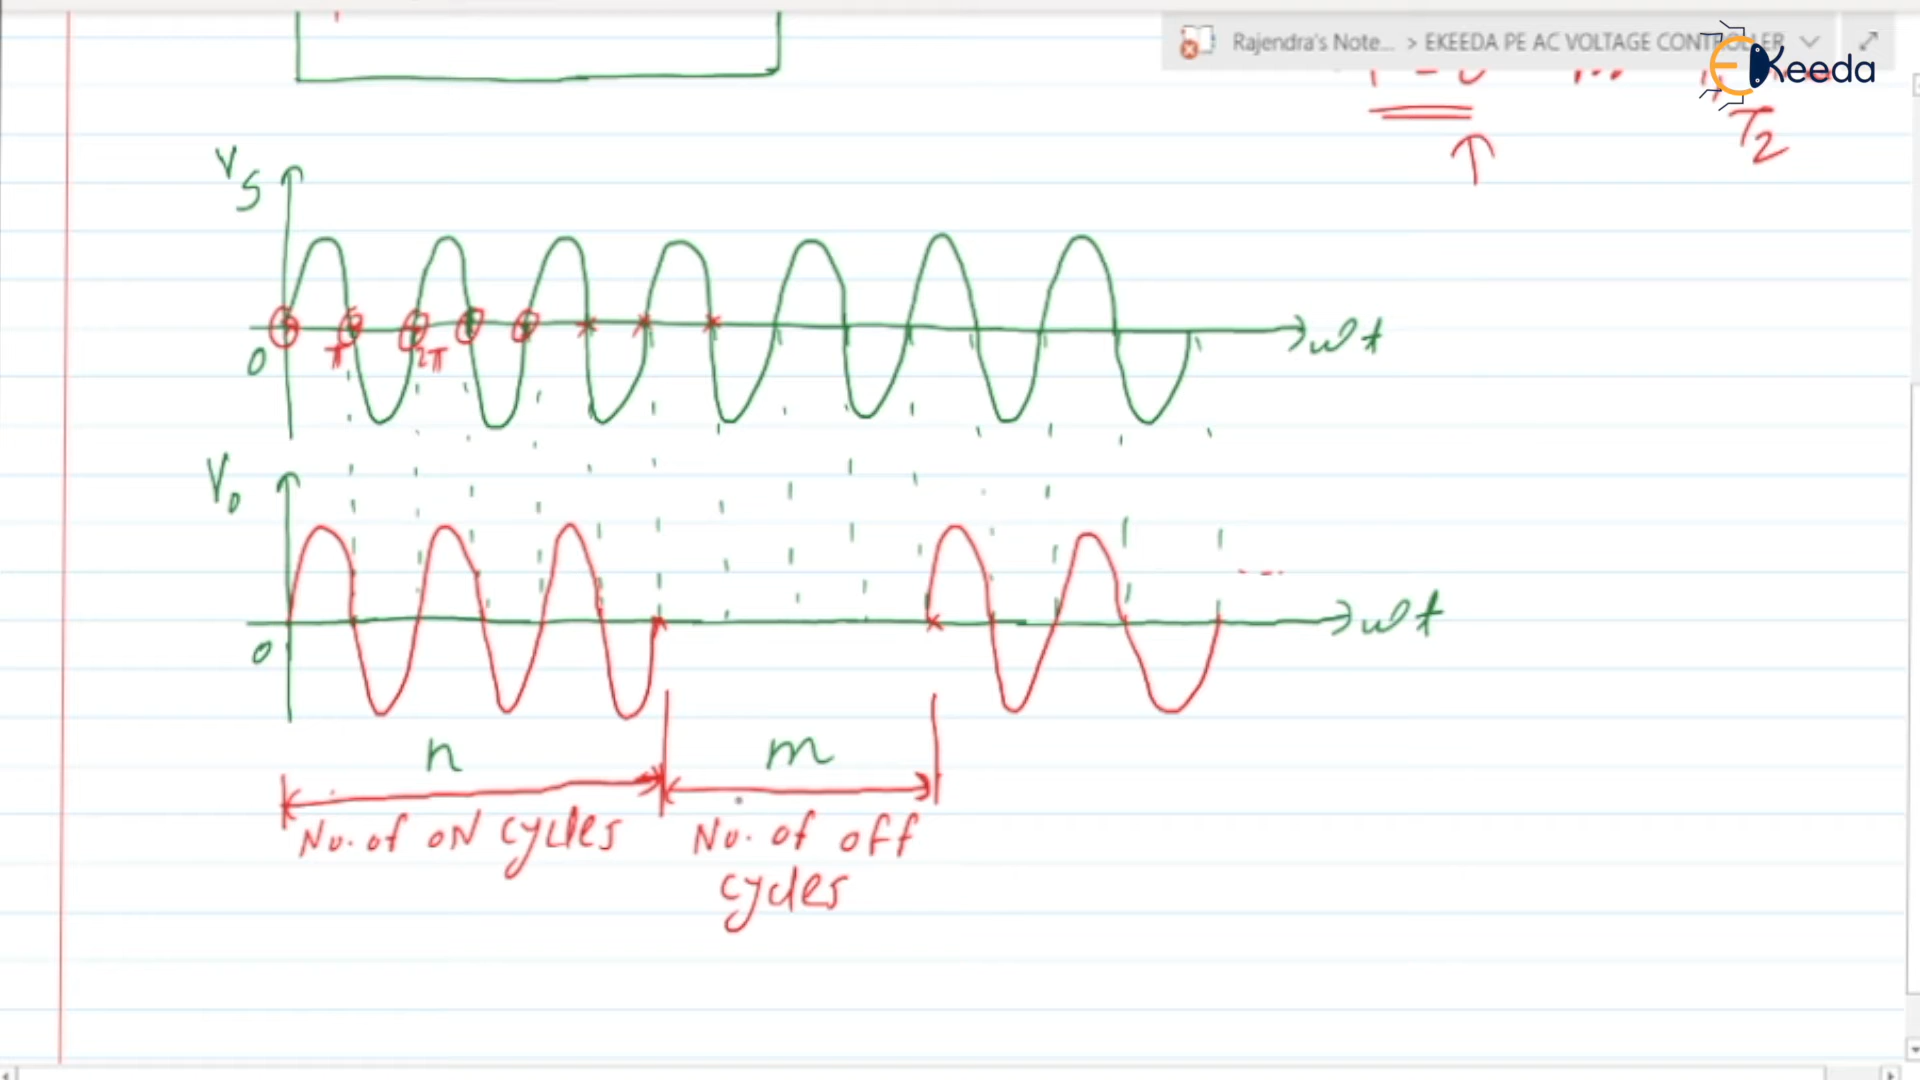 Rajendra's Note... > EKEEDA PE AC VOLTAGE CONTROLLER
EKeeda
T2
Vs
π
2π
0
ωt
Vo
0
ωt
n
m
No. of ON cycles
No. of off
cycles